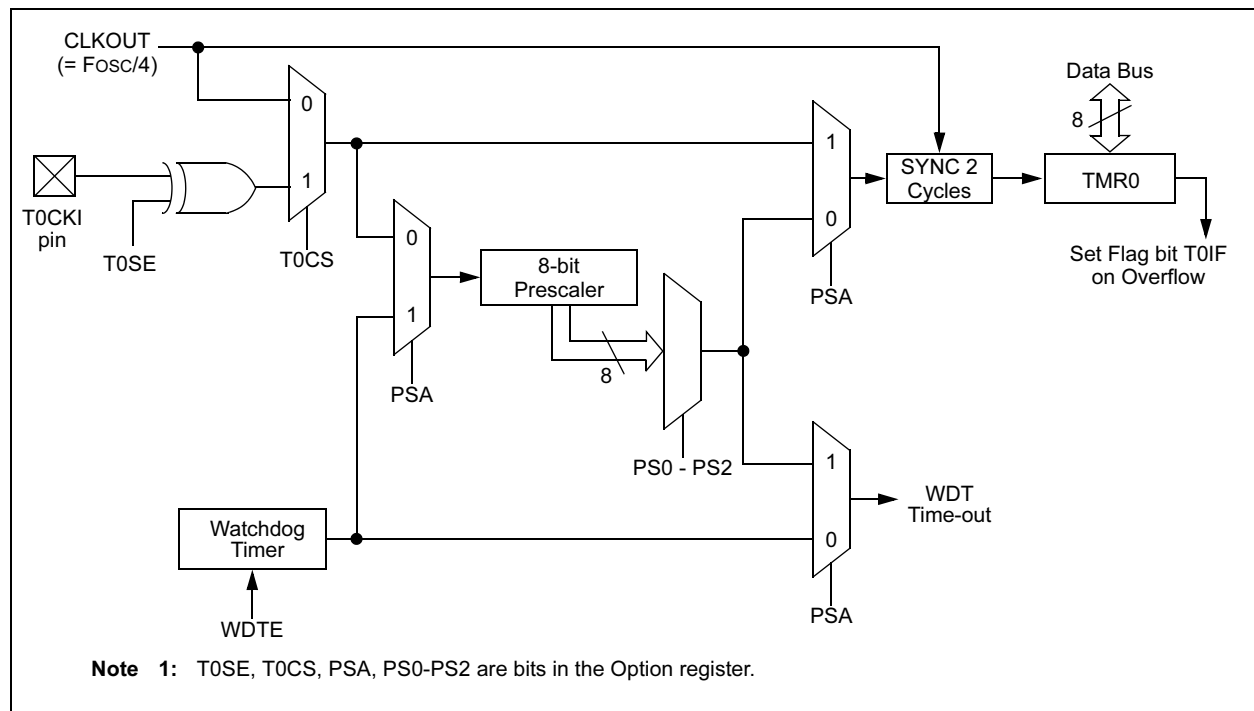 CLKOUT
(= FOSC/4)
Data Bus
0
8
1
1
SYNC 2
Cycles
TMR0
T0CKI
pin
T0SE
T0CS
0
8-bit
Prescaler
0
Set Flag bit T0IF
on Overflow
PSA
1
8
PSA
PS0 - PS2
1
WDT
Time-out
Watchdog
Timer
0
PSA
WDTE
Note 1: T0SE, T0CS, PSA, PS0-PS2 are bits in the Option register.